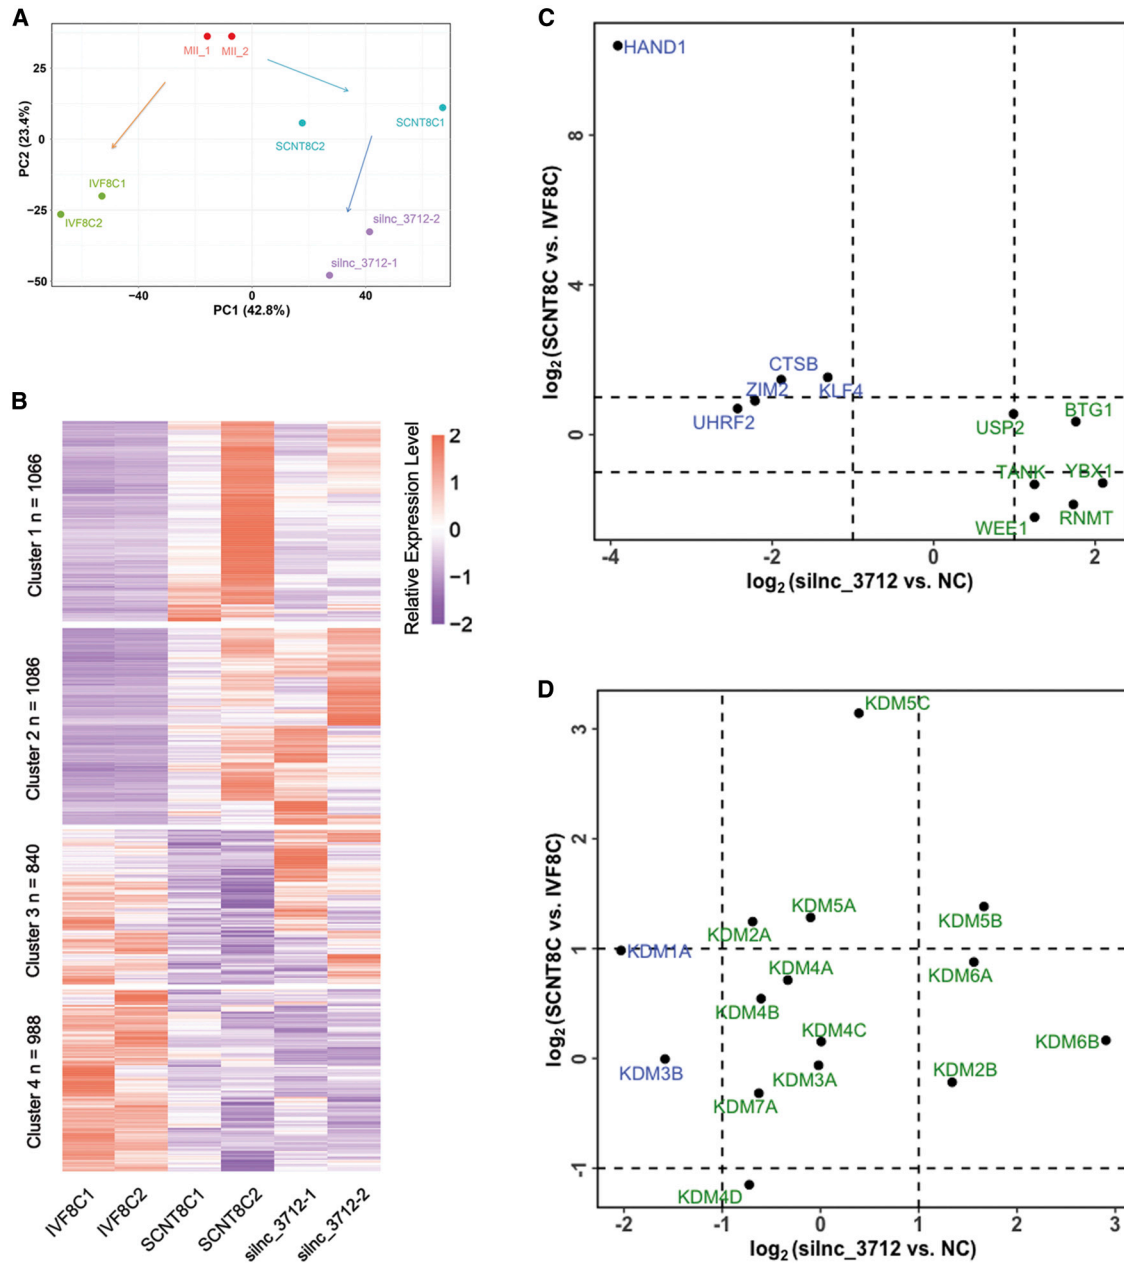 A
MII_1 MII_2
25
0
−25
−50
PC2 (23.4%)
SCNT8C1
SCNT8C2
IVF8C1
IVF8C2
silnc_3712-2
silnc_3712-1
−40 0 40
PC1 (42.8%)
B
Cluster 1 n = 1066
Cluster 2 n = 1086
Cluster 3 n = 840
Cluster 4 n = 988
Relative Expression Level
2
1
0
−1
−2
IVF8C1
IVF8C2
SCNT8C1
SCNT8C2
silnc_3712-1
silnc_3712-2
C
HAND1
8
4
0
log2 (SCNT8C vs. IVF8C)
CTSB
ZIM2 KLF4
UHRF2
BTG1
USP2
TANK YBX1
WEE1 RNMT
-4 -2 0 2
log2 (silnc_3712 vs. NC)
D
KDM5C
3
2
1
0
-1
log2 (SCNT8C vs. IVF8C)
KDM5A
KDM5B
KDM2A
KDM1A
KDM4A
KDM6A
KDM4B
KDM4C
KDM6B
KDM3B
KDM3A
KDM2B
KDM7A
KDM4D
-2 -1 0 1 2 3
log2 (silnc_3712 vs. NC)